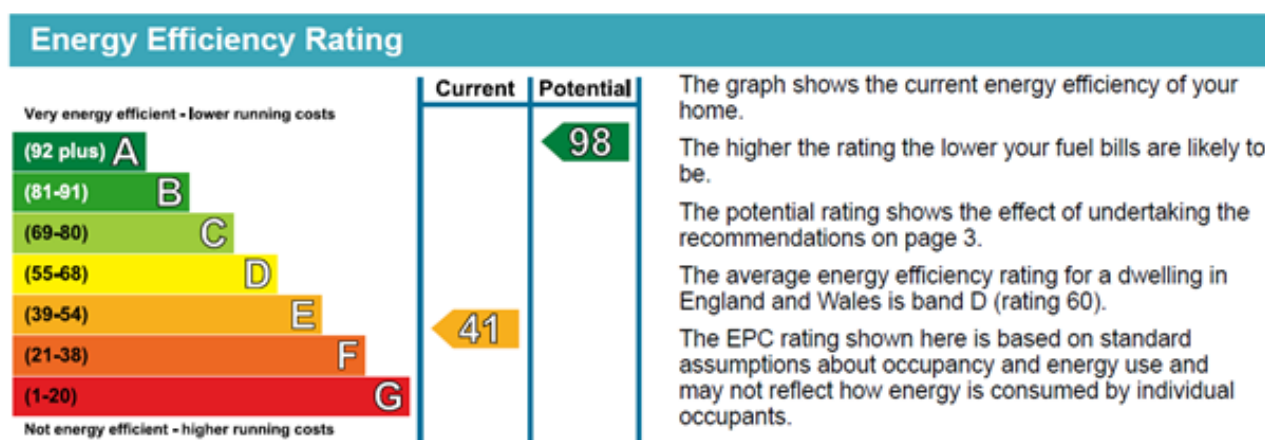 Energy Efficiency Rating
Current
Potential
Very energy efficient - lower running costs
(92 plus) A
98
(81-91) B
(69-80) C
(55-68) D
(39-54) E
41
(21-38) F
(1-20) G
Not energy efficient - higher running costs
The graph shows the current energy efficiency of your
home.
The higher the rating the lower your fuel bills are likely to
be.
The potential rating shows the effect of undertaking the
recommendations on page 3.
The average energy efficiency rating for a dwelling in
England and Wales is band D (rating 60).
The EPC rating shown here is based on standard
assumptions about occupancy and energy use and
may not reflect how energy is consumed by individual
occupants.